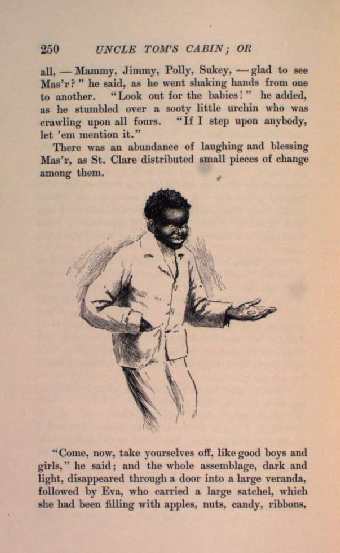 250 UNCLE TOM'S CABIN; OR
all, — Mammy, Jimmy, Polly, Sukey, — glad to see
Mas'r?" he said, as he went shaking hands from one
to another. "Look out for the babies!" he added,
as he stumbled over a sooty little urchin who was
crawling upon all fours. "If I step upon anybody,
let 'em mention it."
There was an abundance of laughing and blessing
Mas'r, as St. Clare distributed small pieces of change
among them.
"Come, now, take yourselves off, like good boys and
girls," he said; and the whole assemblage, dark and
light, disappeared through a door into a large veranda,
followed by Eva, who carried a large satchel, which
she had been filling with apples, nuts, candy, ribbons,